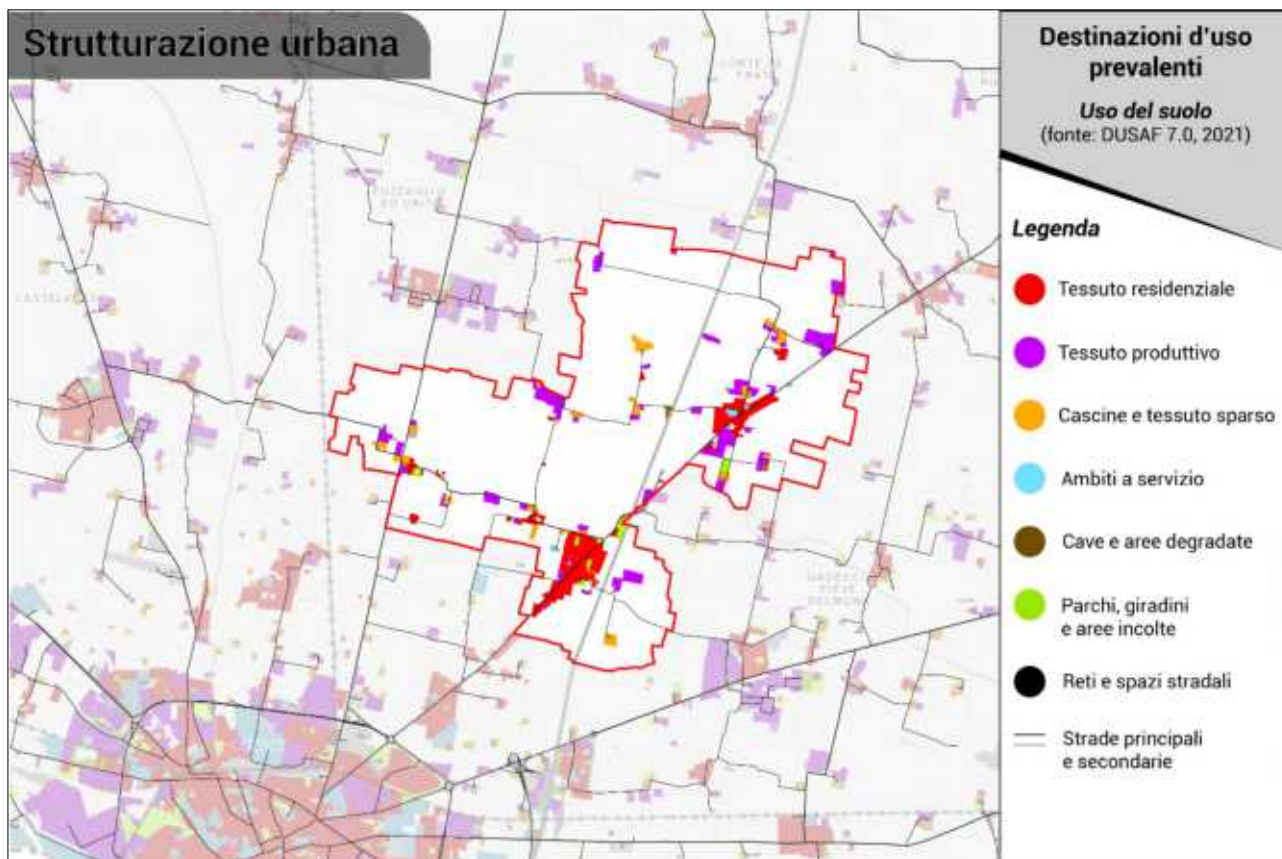 Strutturazione urbana
Destinazioni d'uso
prevalenti
Uso del suolo
(fonte: DUSAF 7.0, 2021)
Legenda
Tessuto residenziale
Tessuto produttivo
Cascine e tessuto sparso
Ambiti a servizio
Cave e aree degradate
Parchi, giradini
e aree incolte
Reti e spazi stradali
Strade principali
e secondarie